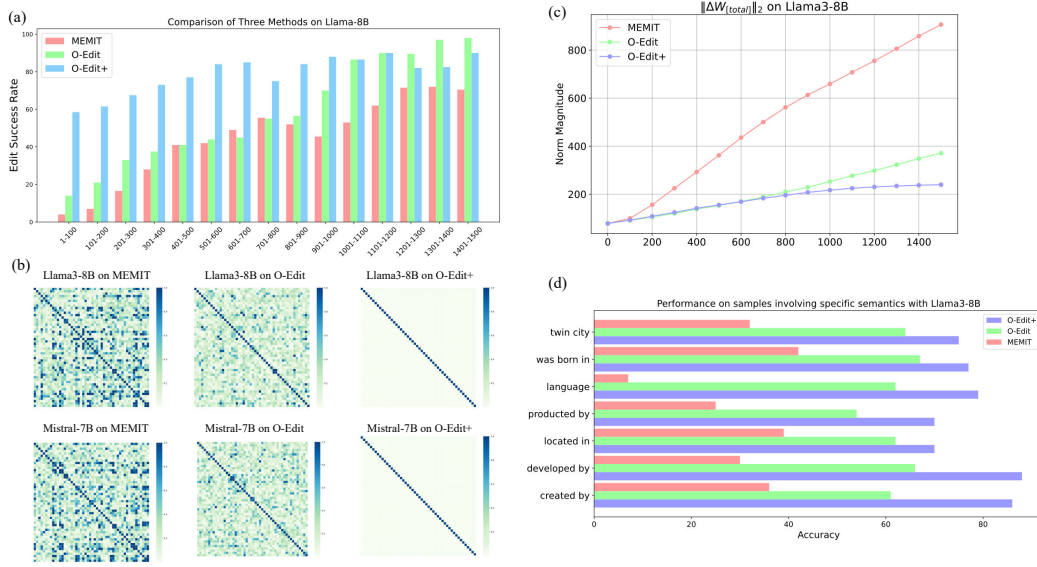 (a)
Comparison of Three Methods on Llama-8B
MEMIT
O-Edit
O-Edit+
Edit Success Rate
100
80
60
40
20
0
1-100
101-200
201-300
301-400
401-500
501-600
601-700
701-800
801-900
901-1000
1001-1100
1101-1200
1201-1300
1301-1400
1401-1500
(b)
Llama3-8B on MEMIT
Llama3-8B on O-Edit
Llama3-8B on O-Edit+
Mistral-7B on MEMIT
Mistral-7B on O-Edit
Mistral-7B on O-Edit+
(c)
‖ΔW[total]‖2 on Llama3-8B
MEMIT
O-Edit
O-Edit+
Norm Magnitude
800
600
400
200
0 200 400 600 800 1000 1200 1400
(d)
Performance on samples involving specific semantics with Llama3-8B
O-Edit+
O-Edit
MEMIT
twin city
was born in
language
producted by
located in
developed by
created by
0 20 40 60 80
Accuracy